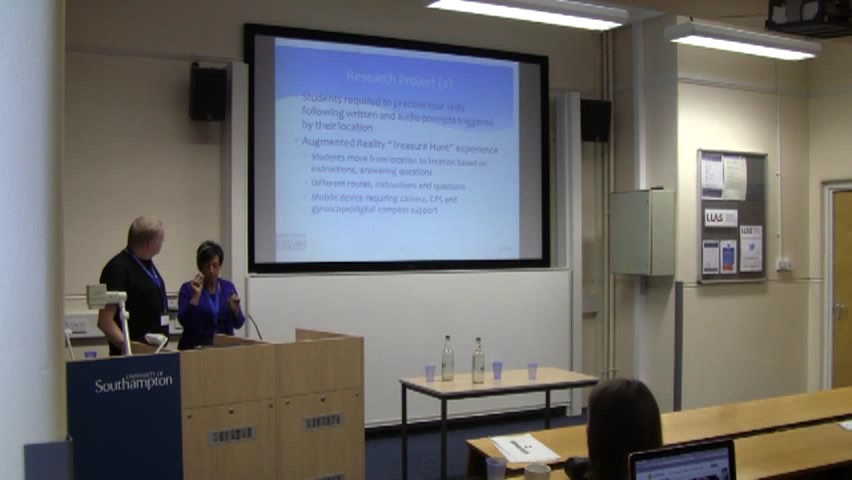 Research Project (2)
Students required to practise four skills
following written and audio prompts triggered
by their location
Augmented Reality "Treasure Hunt" experience
Students move from location to location based on
instructions, answering questions
Different routes, instructions and questions
Mobile device requiring camera, GPS and
gyroscope/digital compass support
LLAS
LLAS
UNIVERSITY OF
Southampton